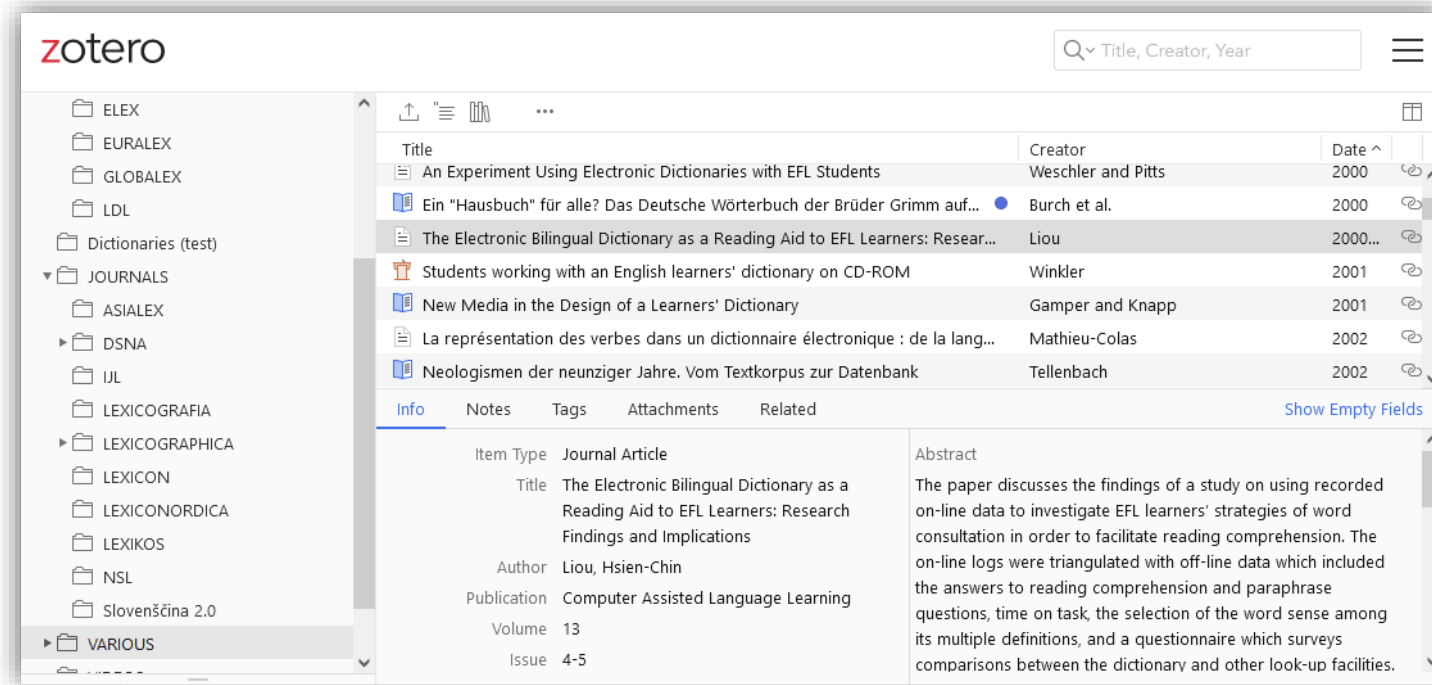 zotero
Title, Creator, Year
ELEX
EURALEX
GLOBALEX
LDL
Dictionaries (test)
JOURNALS
ASIALEX
DSNA
IJL
LEXICOGRAFIA
LEXICOGRAPHICA
LEXICON
LEXICONORDICA
LEXIKOS
NSL
Slovenščina 2.0
VARIOUS
Title Creator Date
An Experiment Using Electronic Dictionaries with EFL Students Weschler and Pitts 2000
Ein "Hausbuch" für alle? Das Deutsche Wörterbuch der Brüder Grimm auf... Burch et al. 2000
The Electronic Bilingual Dictionary as a Reading Aid to EFL Learners: Resear... Liou 2000...
Students working with an English learners' dictionary on CD-ROM Winkler 2001
New Media in the Design of a Learners' Dictionary Gamper and Knapp 2001
La représentation des verbes dans un dictionnaire électronique : de la lang... Mathieu-Colas 2002
Neologismen der neunziger Jahre. Vom Textkorpus zur Datenbank Tellenbach 2002
Info Notes Tags Attachments Related Show Empty Fields
Item Type Journal Article
Title The Electronic Bilingual Dictionary as a
Reading Aid to EFL Learners: Research
Findings and Implications
Author Liou, Hsien-Chin
Publication Computer Assisted Language Learning
Volume 13
Issue 4-5
Abstract
The paper discusses the findings of a study on using recorded
on-line data to investigate EFL learners' strategies of word
consultation in order to facilitate reading comprehension. The
on-line logs were triangulated with off-line data which included
the answers to reading comprehension and paraphrase
questions, time on task, the selection of the word sense among
its multiple definitions, and a questionnaire which surveys
comparisons between the dictionary and other look-up facilities.